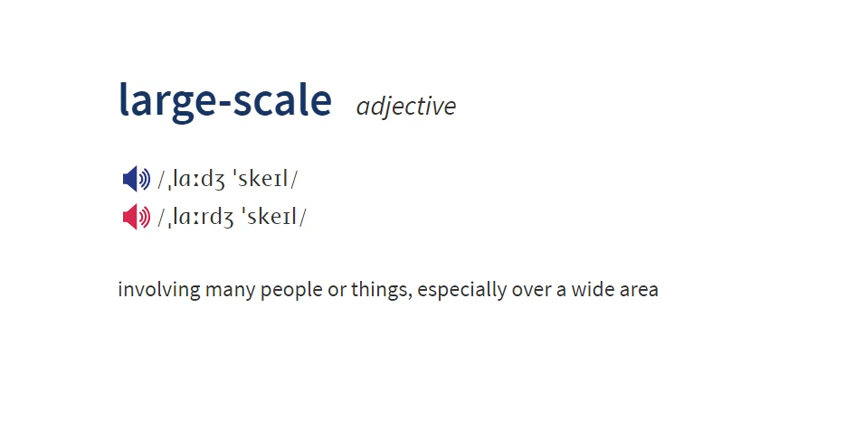 large-scale adjective
/ˌlɑːdʒ ˈskeɪl/
/ˌlɑːrdʒ ˈskeɪl/
involving many people or things, especially over a wide area